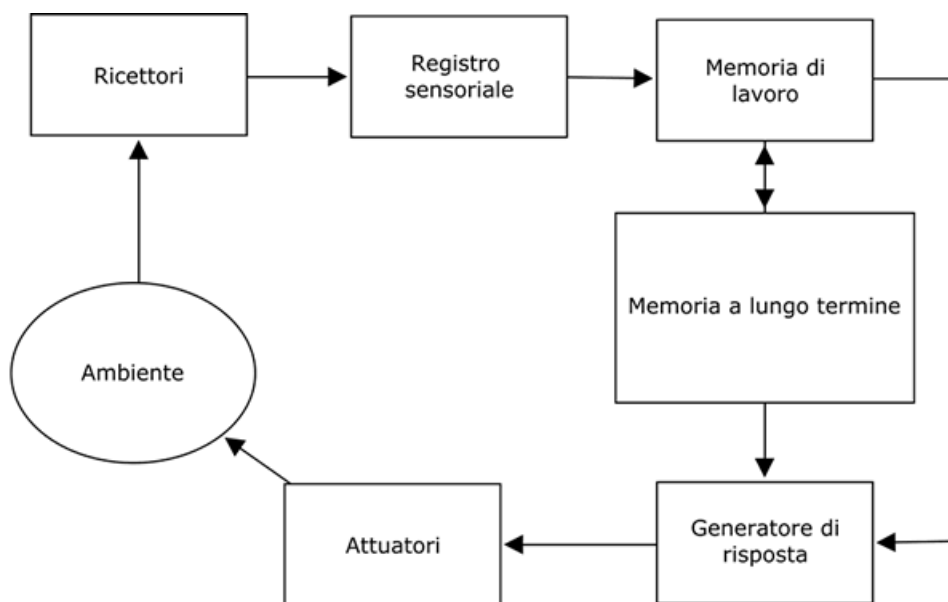 Ricettori
Registro
sensoriale
Memoria di
lavoro
Memoria a lungo termine
Ambiente
Attuatori
Generatore di
risposta